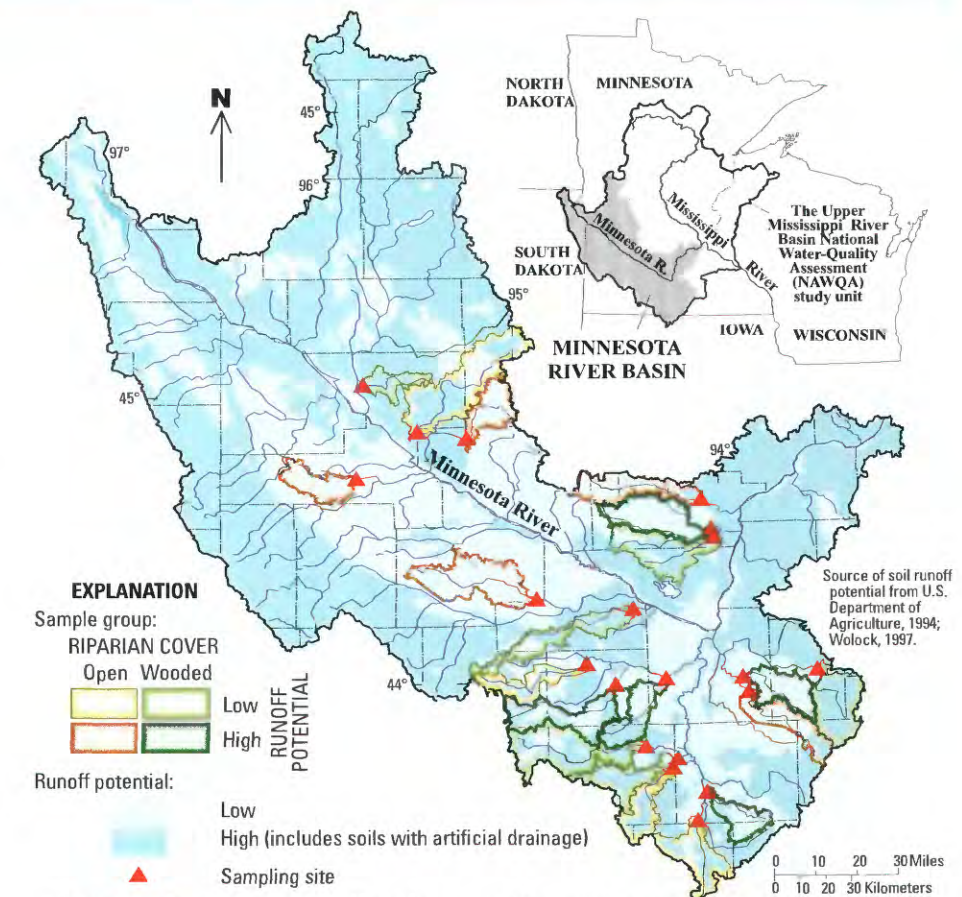 N
45°
97°
96°
95°
45°
94°
44°
Minnesota River
NORTH
DAKOTA
MINNESOTA
SOUTH
DAKOTA
Minnesota R.
Mississippi
River
The Upper
Mississippi River
Basin National
Water-Quality
Assessment
(NAWQA)
study unit
IOWA
WISCONSIN
MINNESOTA
RIVER BASIN
Source of soil runoff
potential from U.S.
Department of
Agriculture, 1994;
Wolock, 1997.
EXPLANATION
Sample group:
RIPARIAN COVER
Open Wooded
Low
High
RUNOFF
POTENTIAL
Runoff potential:
Low
High (includes soils with artificial drainage)
Sampling site
0 10 20 30 Miles
0 10 20 30 Kilometers